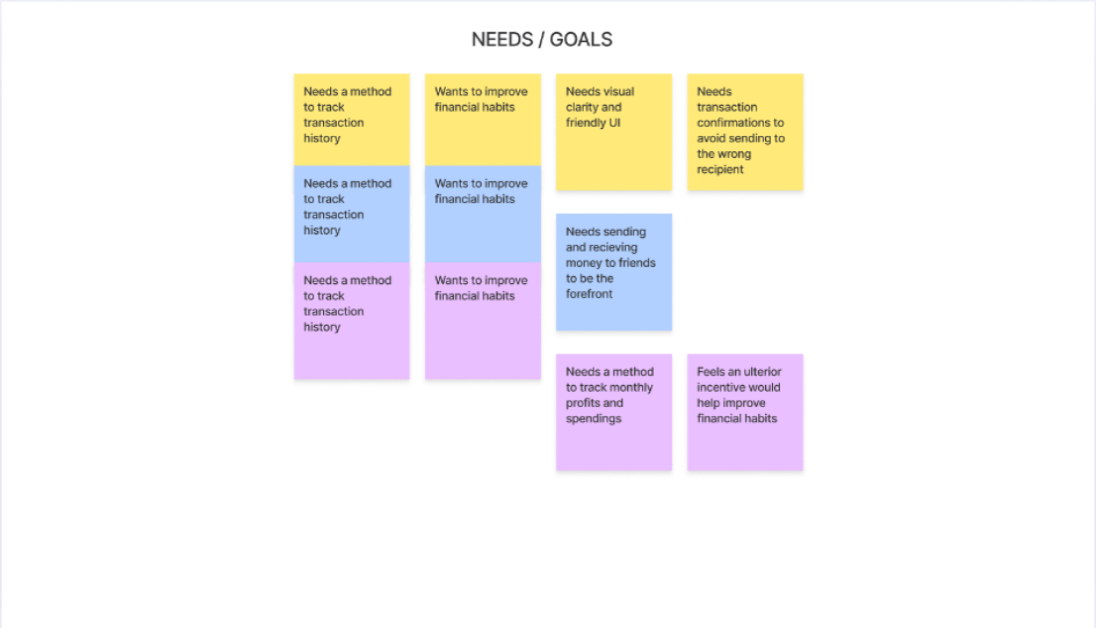 NEEDS / GOALS
Needs a method
to track
transaction
history
Wants to improve
financial habits
Needs visual
clarity and
friendly UI
Needs
transaction
confirmations to
avoid sending to
the wrong
recipient
Needs a method
to track
transaction
history
Wants to improve
financial habits
Needs sending
and recieving
money to friends
to be the
forefront
Needs a method
to track
transaction
history
Wants to improve
financial habits
Needs a method
to track monthly
profits and
spendings
Feels an ulterior
incentive would
help improve
financial habits